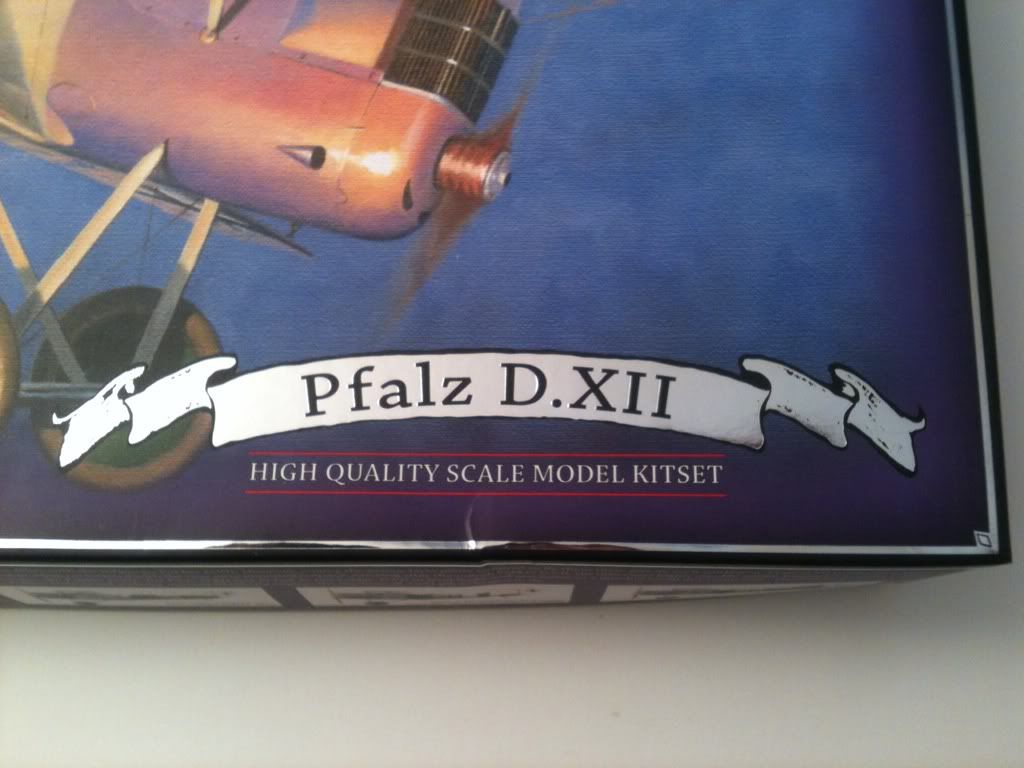 Pfalz D.XII
HIGH QUALITY SCALE MODEL KITSET